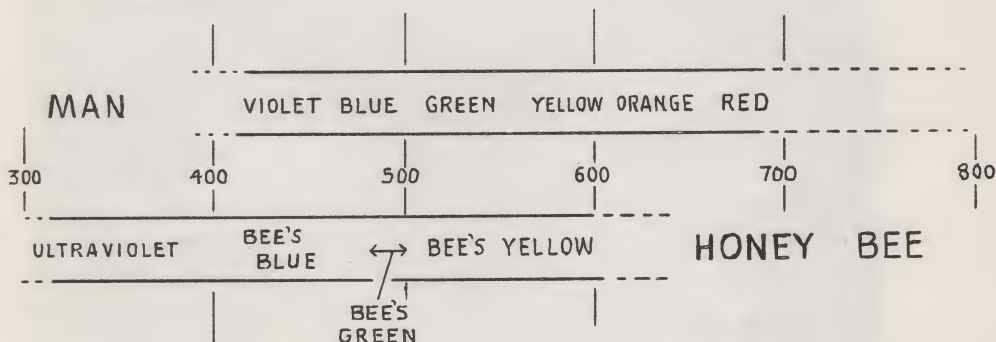 MAN
VIOLET BLUE GREEN YELLOW ORANGE RED
300 400 500 600 700 800
ULTRAVIOLET BEE'S BLUE BEE'S YELLOW HONEY BEE
BEE'S GREEN